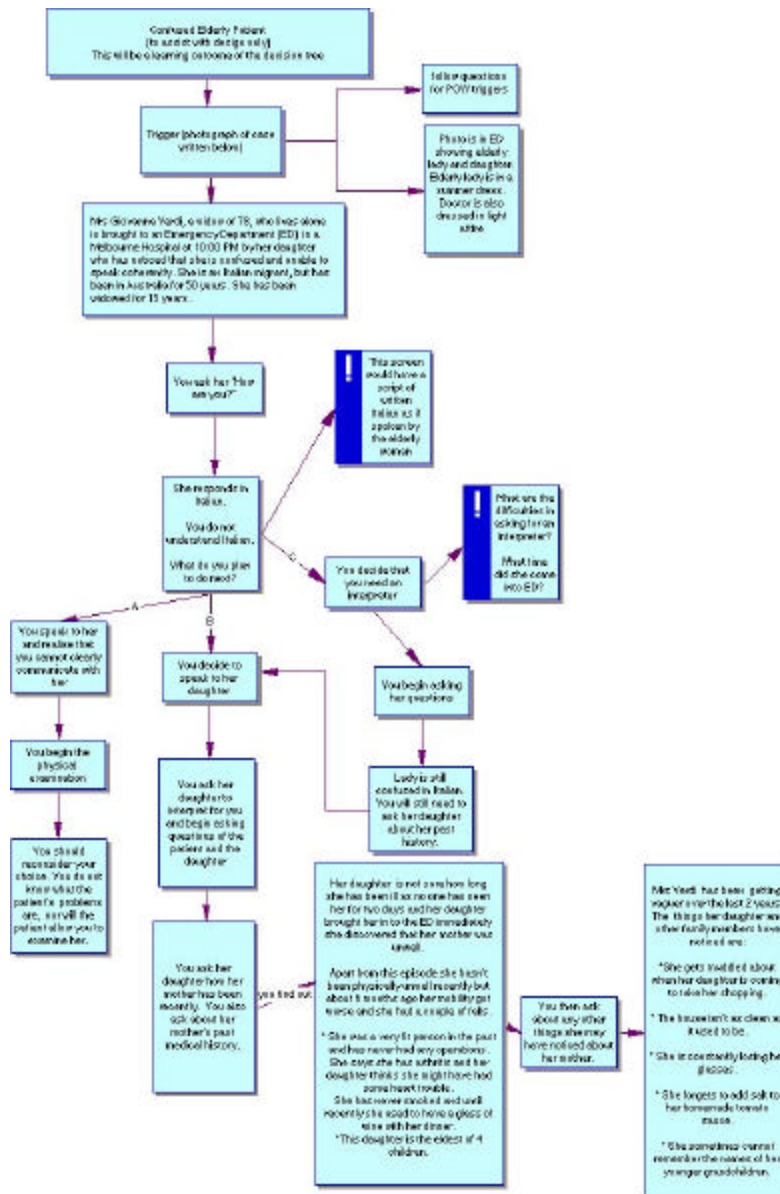 Confused Elderly Patient
(to assist with design only)
This will be a learning outcome of the decision tree
follow questions
for POW triggers
Trigger (photograph of case
written below)
Photo is in ED
showing elderly
lady and daughter.
Elderly lady is in a
summer dress.
Doctor is also
dressed in light
attire
Mrs Giovanna Verdi, a widow of 78, who lives alone
is brought to an Emergency Department (ED) in a
Melbourne Hospital at 10:00 PM by her daughter
who has noticed that she is confused and unable to
speak coherently. She is an Italian migrant, but has
been in Australia for 50 years. She has been
widowed for 15 years.
You ask her "How
are you?"
!
This screen
would have a
script of
written
Italian as if
spoken by
the elderly
woman
She responds in
Italian.
You do not
understand Italian.
What do you plan
to do next?
!
What are the
difficulties in
asking for an
interpreter?
What time
did she come
into ED?
C
You decide that
you need an
interpreter
A
B
You speak to her
and realise that
you cannot clearly
communicate with
her
You decide to
speak to her
daughter
You begin asking
her questions
You begin the
physical
examination
You ask her
daughter to
interpret for you
and begin asking
questions of the
patient and the
daughter
Lady is still
confused in Italian.
You will still need to
ask her daughter
about her past
history.
You should
reconsider your
choice. You do not
know what the
patient's problems
are, nor will the
patient allow you to
examine her.
You ask her
daughter how her
mother has been
recently. You also
ask about her
mother's past
medical history.
you find out
Her daughter is not sure how long
she has been ill as no one has seen
her for two days and her daughter
brought her in to the ED immediately
she discovered that her mother was
unwell.
Apart from this episode she hasn't
been physically unwell recently but
about 6 months ago her mobility got
worse and she had a couple of falls.
* She was a very fit person in the past
and has never had any operations.
She says she has arthritis and her
daughter thinks she might have had
some heart trouble.
She has never smoked and until
recently she used to have a glass of
wine with her dinner.
*This daughter is the eldest of 4
children.
You then ask
about any other
things she may
have noticed about
her mother.
Mrs Verdi has been getting
vaguer over the last 2 years.
The things her daughter and
other family members have
noticed are:
*She gets muddled about
when her daughter is coming
to take her shopping.
* The house isn't as clean as
it used to be.
* She is constantly losing her
glasses.
* She forgets to add salt to
her homemade tomato
sauce.
* She sometimes cannot
remember the names of her
younger grandchildren.